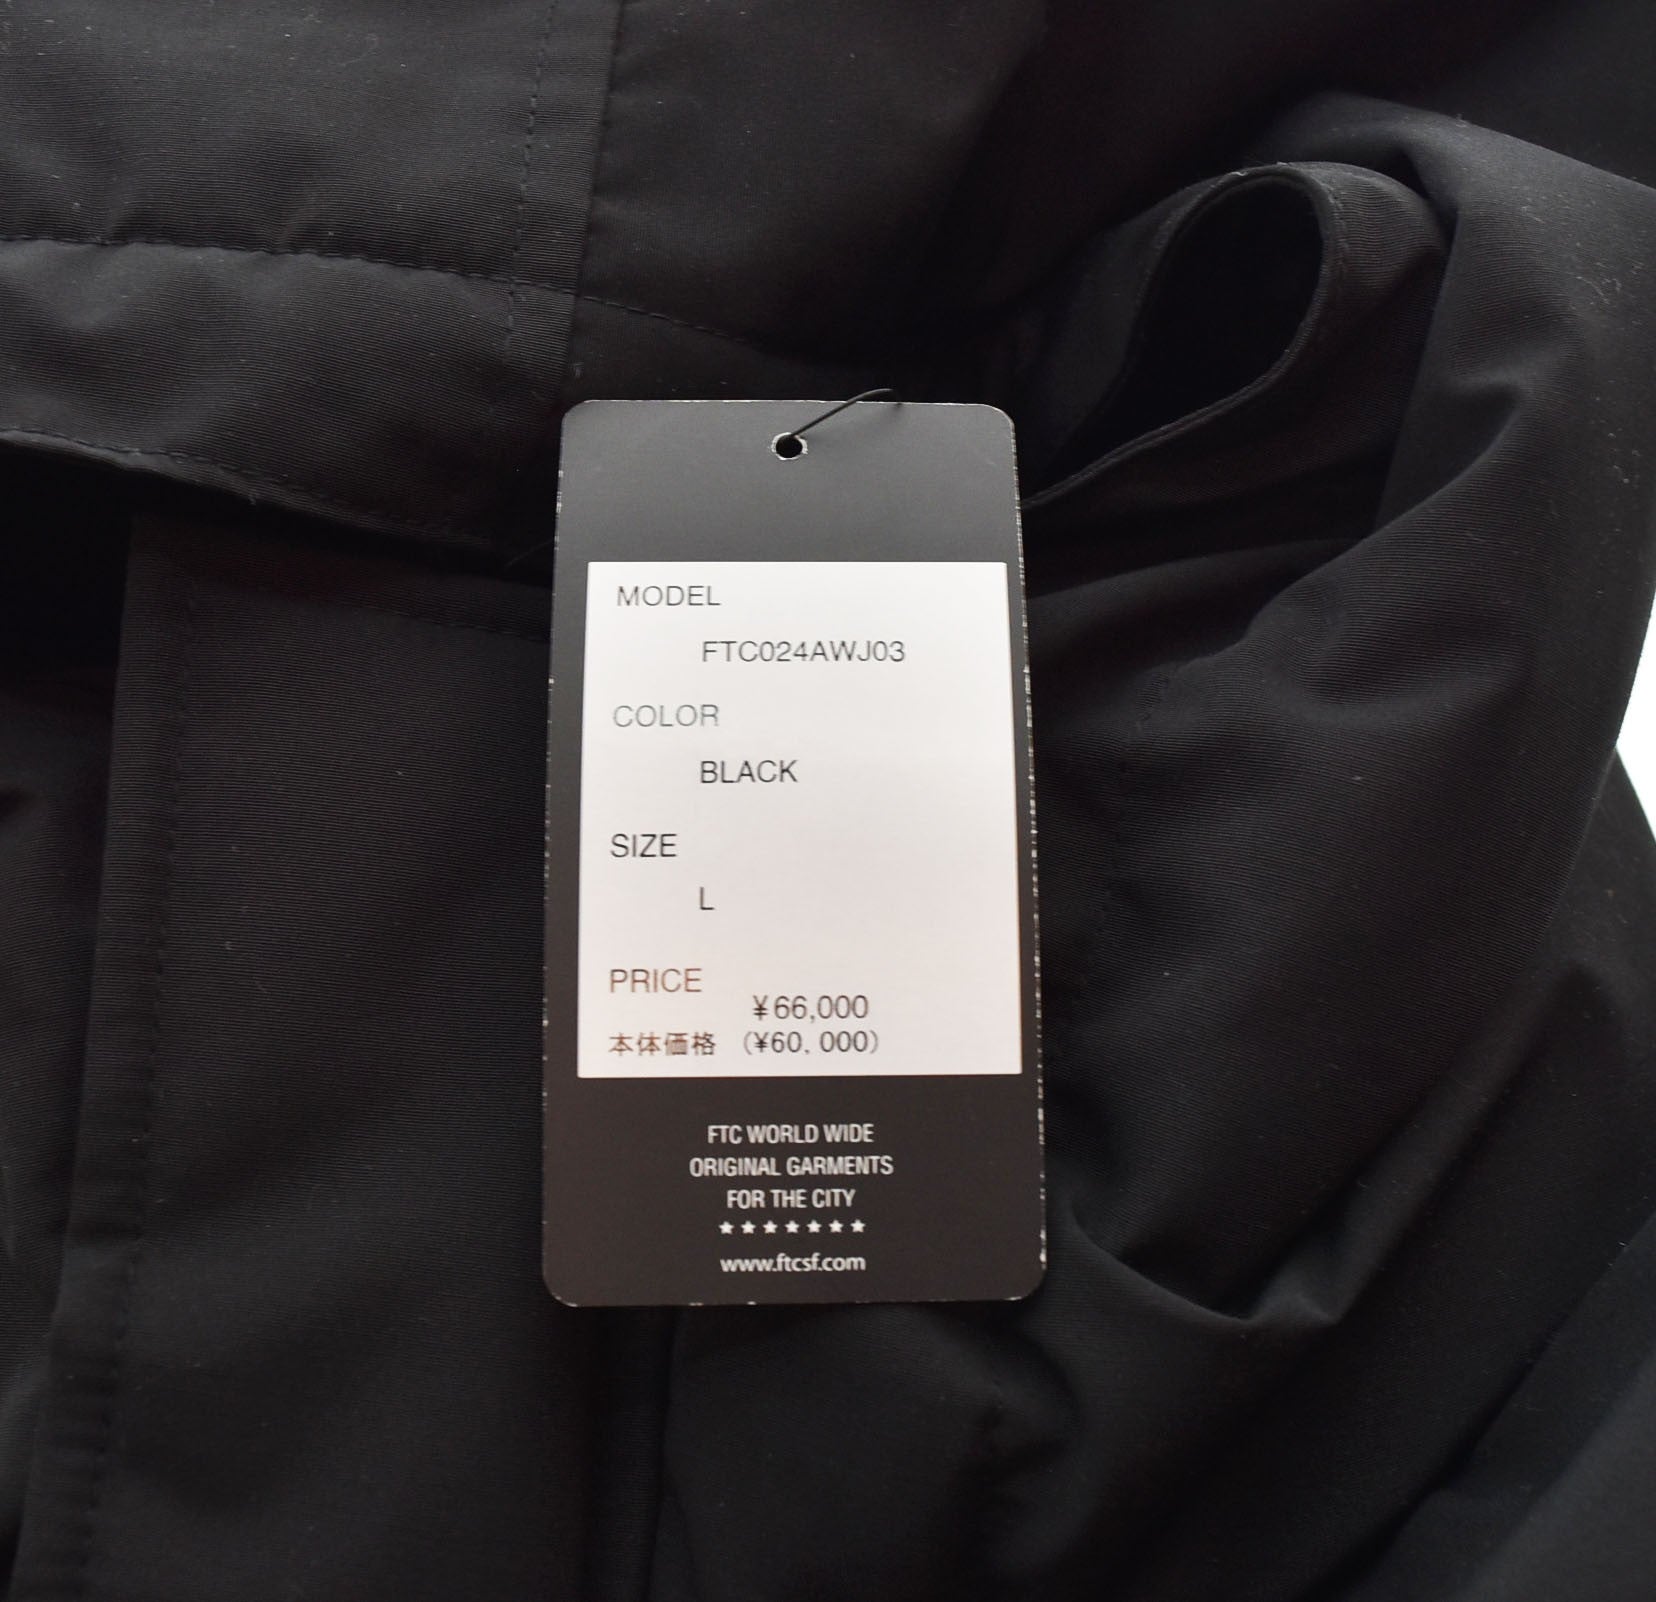 MODEL
FTC024AWJ03
COLOR
BLACK
SIZE
L
PRICE
¥66,000
本体価格 (¥60,000)
FTC WORLD WIDE
ORIGINAL GARMENTS
FOR THE CITY
★★★★★★★
www.ftcsf.com